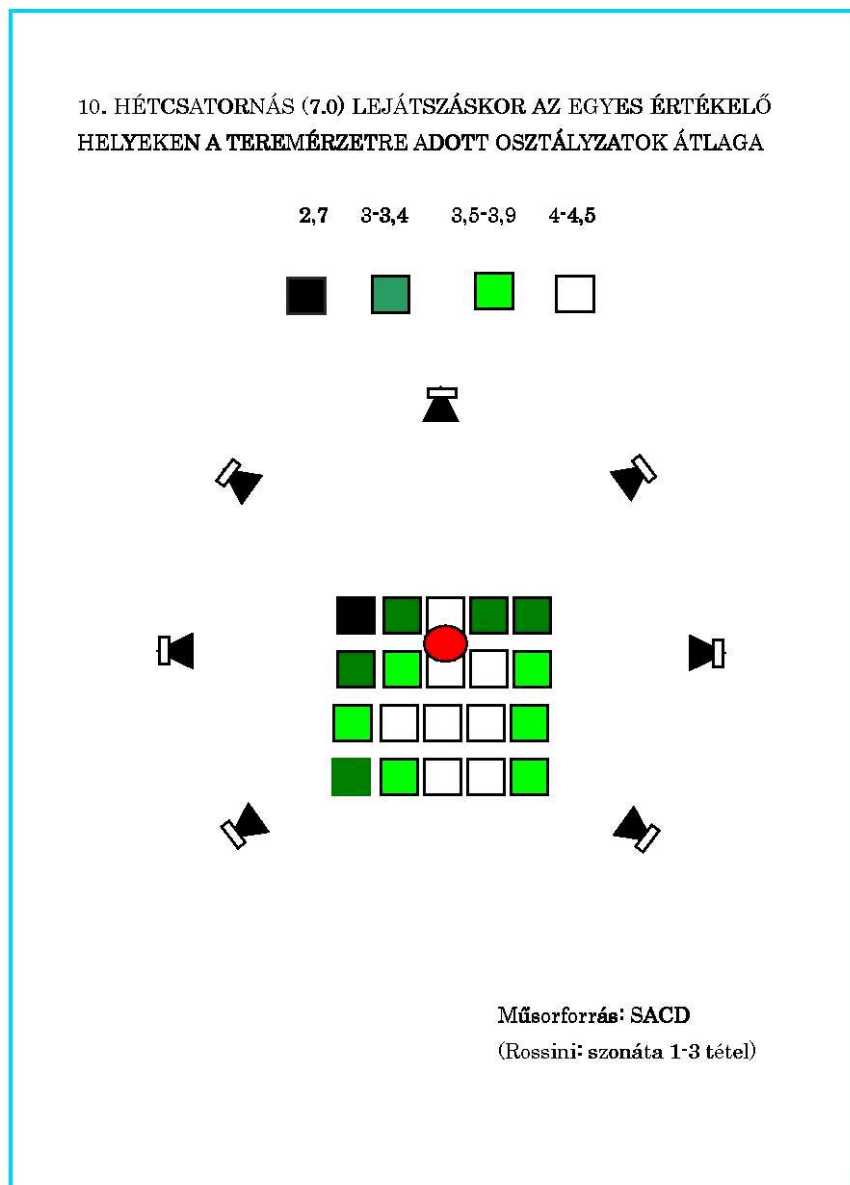 10. HÉTCSATORNÁS (7.0) LEJÁTSZÁSKOR AZ EGYES ÉRTÉKELŐ
HELYEKEN A TEREMÉRZETRE ADOTT OSZTÁLYZATOK ÁTLAGA
2,7 3-3,4 3,5-3,9 4-4,5
Műsorforrás: SACD
(Rossini: szonáta 1-3 tétel)